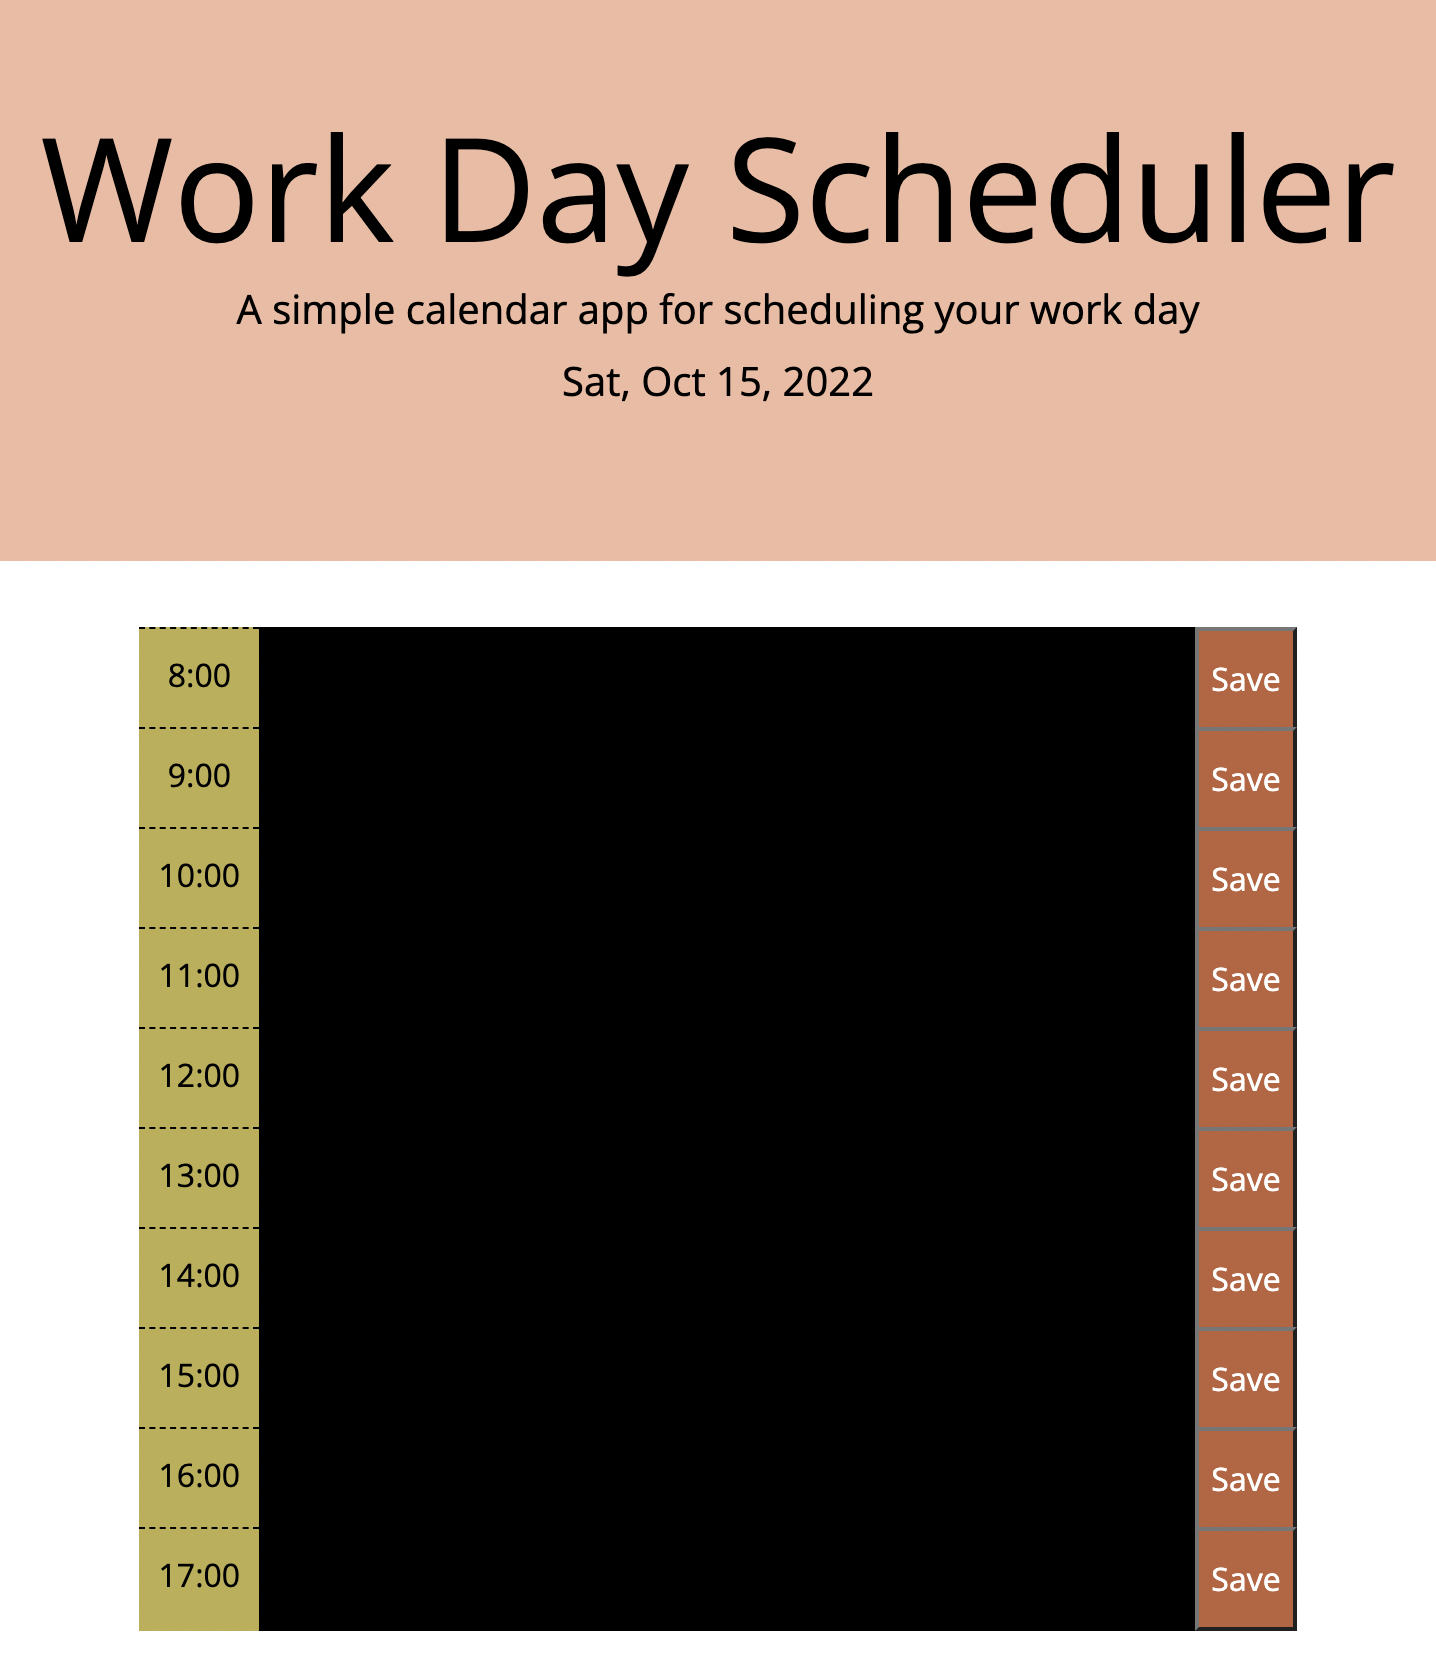 Work Day Scheduler
A simple calendar app for scheduling your work day
Sat, Oct 15, 2022
8:00 Save
9:00 Save
10:00 Save
11:00 Save
12:00 Save
13:00 Save
14:00 Save
15:00 Save
16:00 Save
17:00 Save